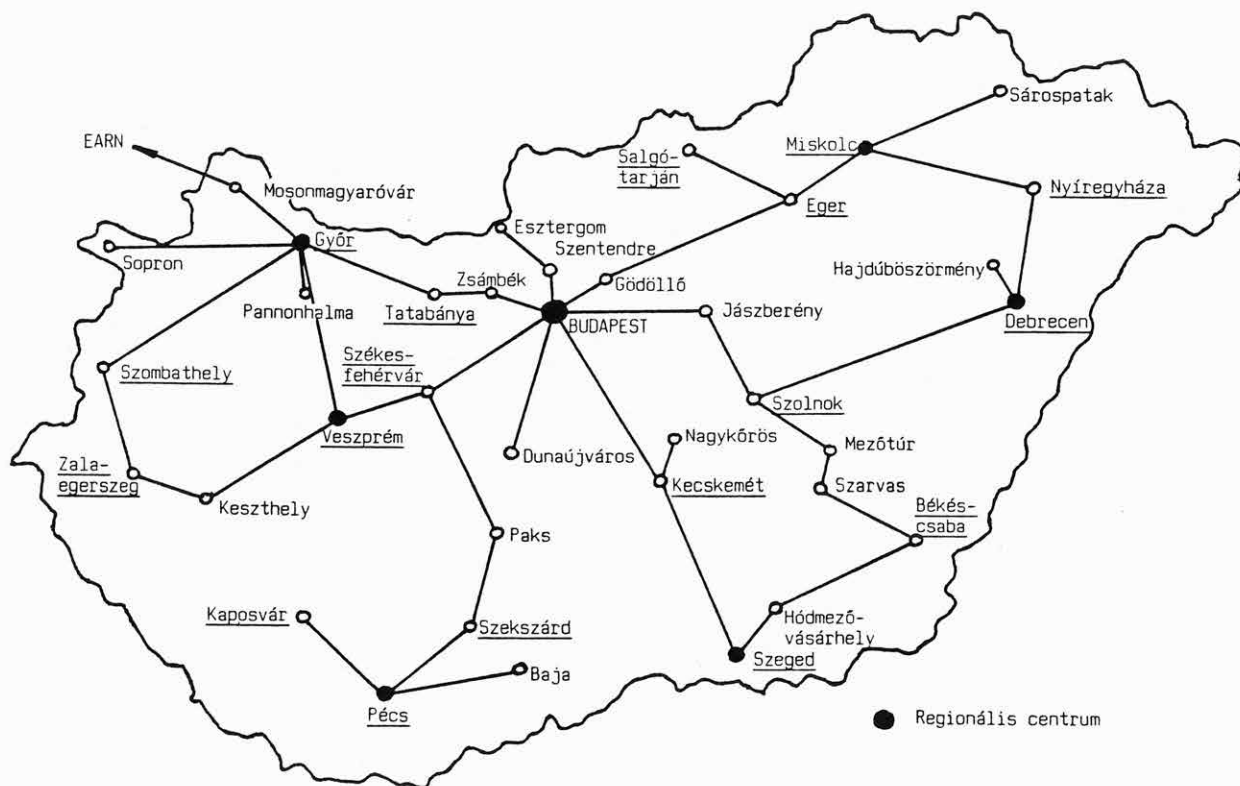 Sárospatak
EARN
Salgó-
tarján
Miskolc
Mosonmagyaróvár
Eger
Nyíregyháza
Esztergom
Győr
Szentendre
Sopron
Zsámbék
Gödöllő
Hajdúböszörmény
Pannonhalma
Tatabánya
BUDAPEST
Jászberény
Debrecen
Székes-
fehérvár
Szombathely
Szolnok
Veszprém
Nagykőrös
Mezőtúr
Dunaújváros
Zala-
egerszeg
Kecskemét
Szarvas
Keszthely
Békés-
csaba
Paks
Kaposvár
Szekszárd
Hódmező-
vásárhely
Szeged
Baja
Pécs
Regionális centrum